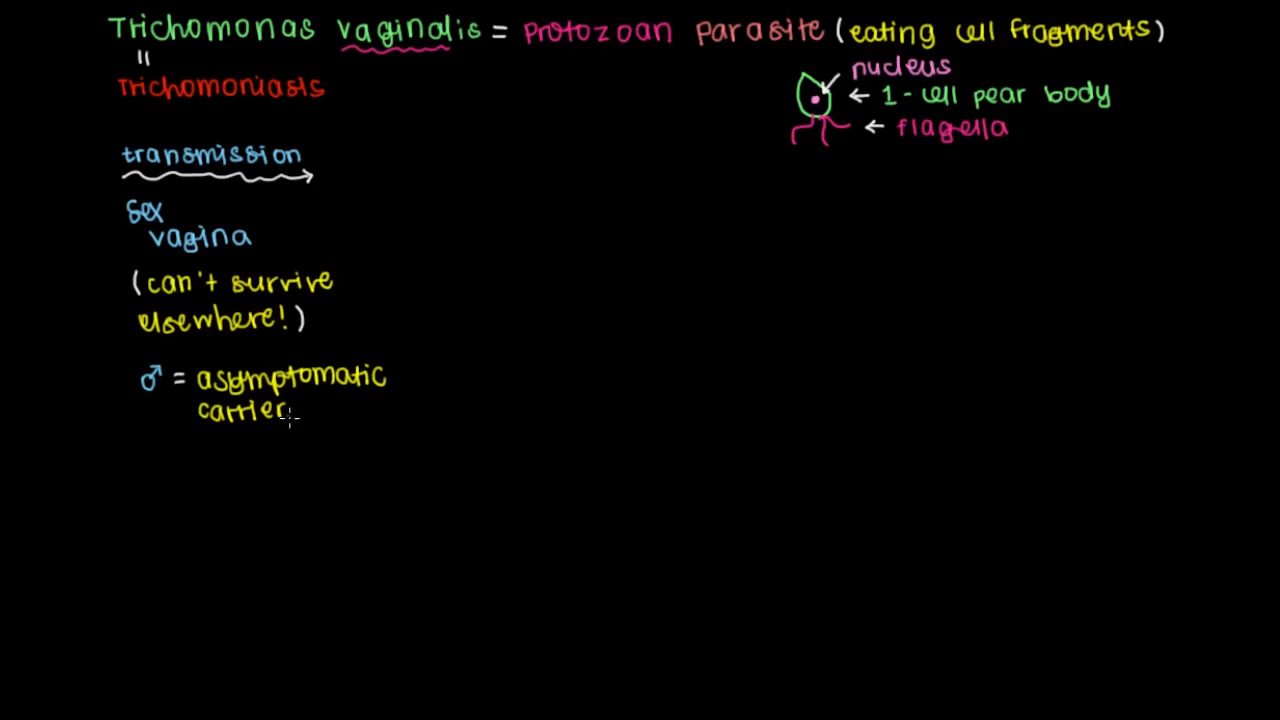 Trichomonas vaginalis = Protozoan Parasite (eating cell fragments)
Trichomoniasis
nucleus
← 1-cell pear body
← flagella
transmission
sex
vagina
(can't survive
elsewhere!)
♂ = asymptomatic
carrier